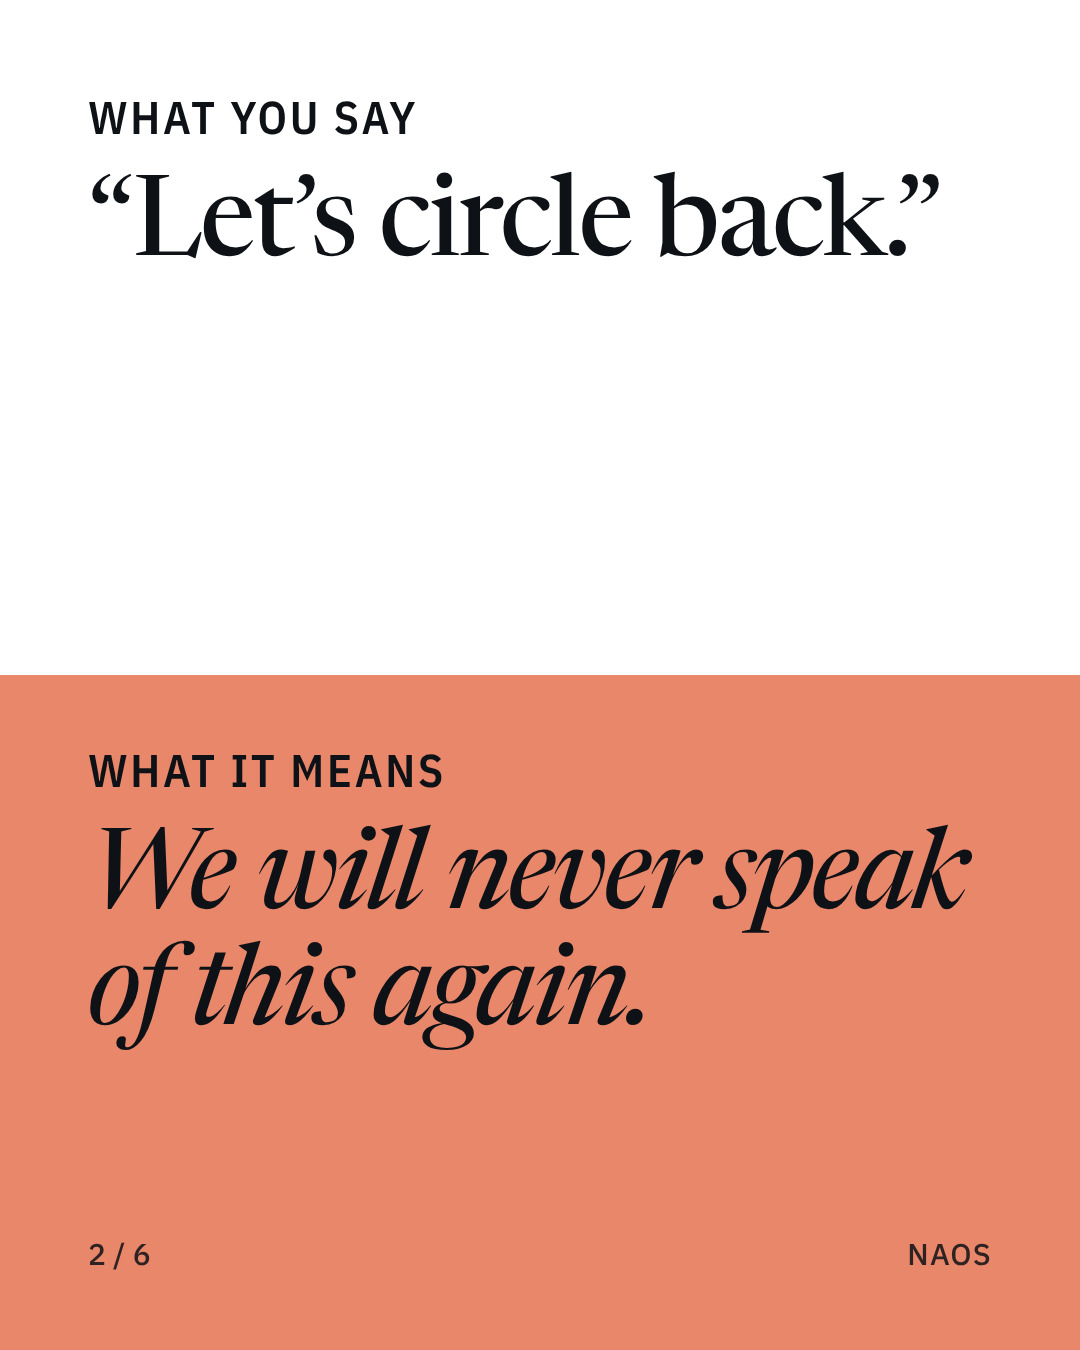 WHAT YOU SAY
“Let’s circle back.”
WHAT IT MEANS
We will never speak
of this again.
2 / 6
NAOS